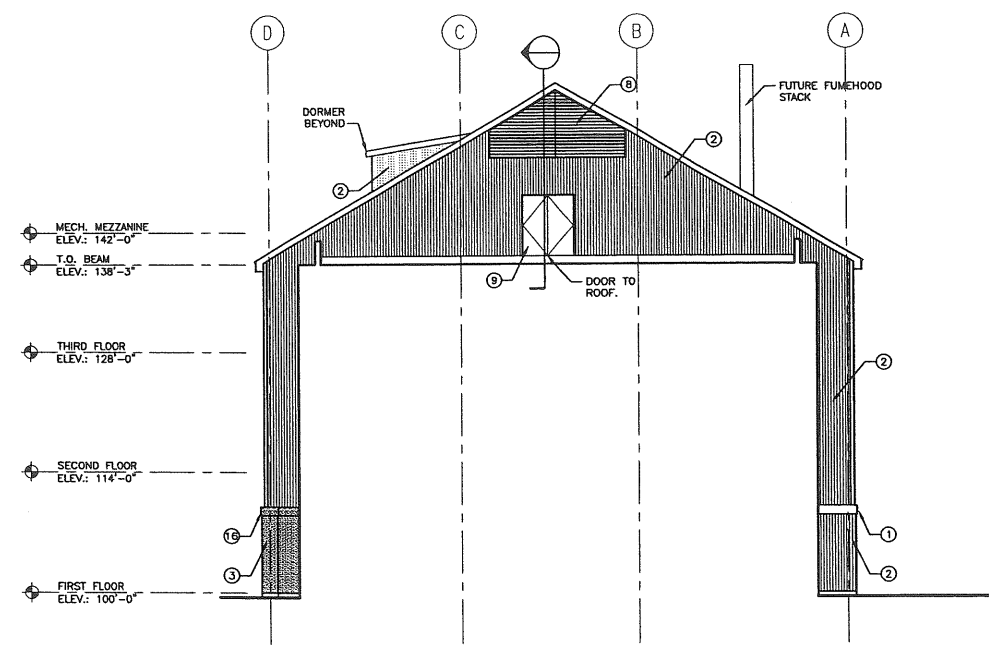 D
C
B
A
8
FUTURE FUMEHOOD
STACK
DORMER
BEYOND
2
2
MECH. MEZZANINE
ELEV.: 142'-0"
T.O. BEAM
ELEV.: 138'-3"
9
DOOR TO
ROOF.
THIRD FLOOR
ELEV.: 128'-0"
2
SECOND FLOOR
ELEV.: 114'-0"
16
1
3
2
FIRST FLOOR
ELEV.: 100'-0"